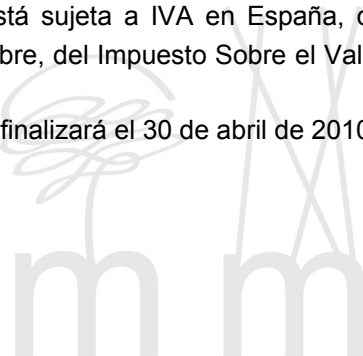 stá sujeta a IVA en España, 
bre, del Impuesto Sobre el Val
finalizará el 30 de abril de 2010
m m